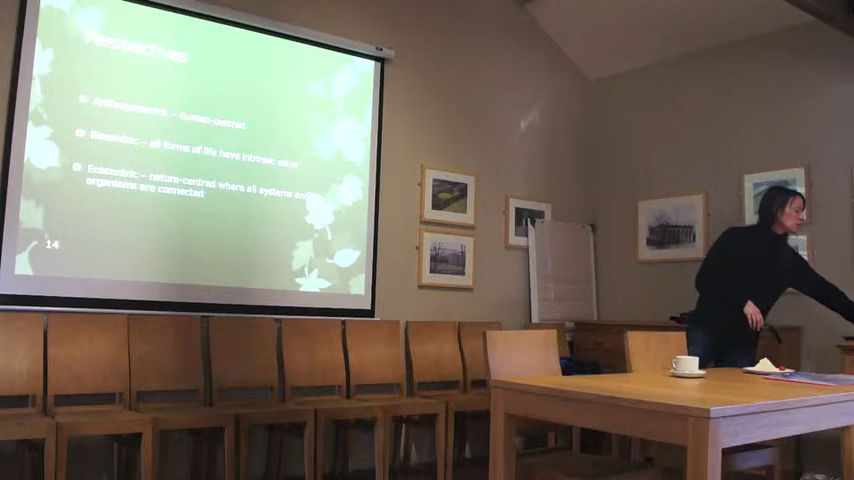 Perspectives
Anthropocentric – human-centred
Biocentric – all forms of life have intrinsic value
Ecocentric – nature-centred where all systems and
organisms are connected
14